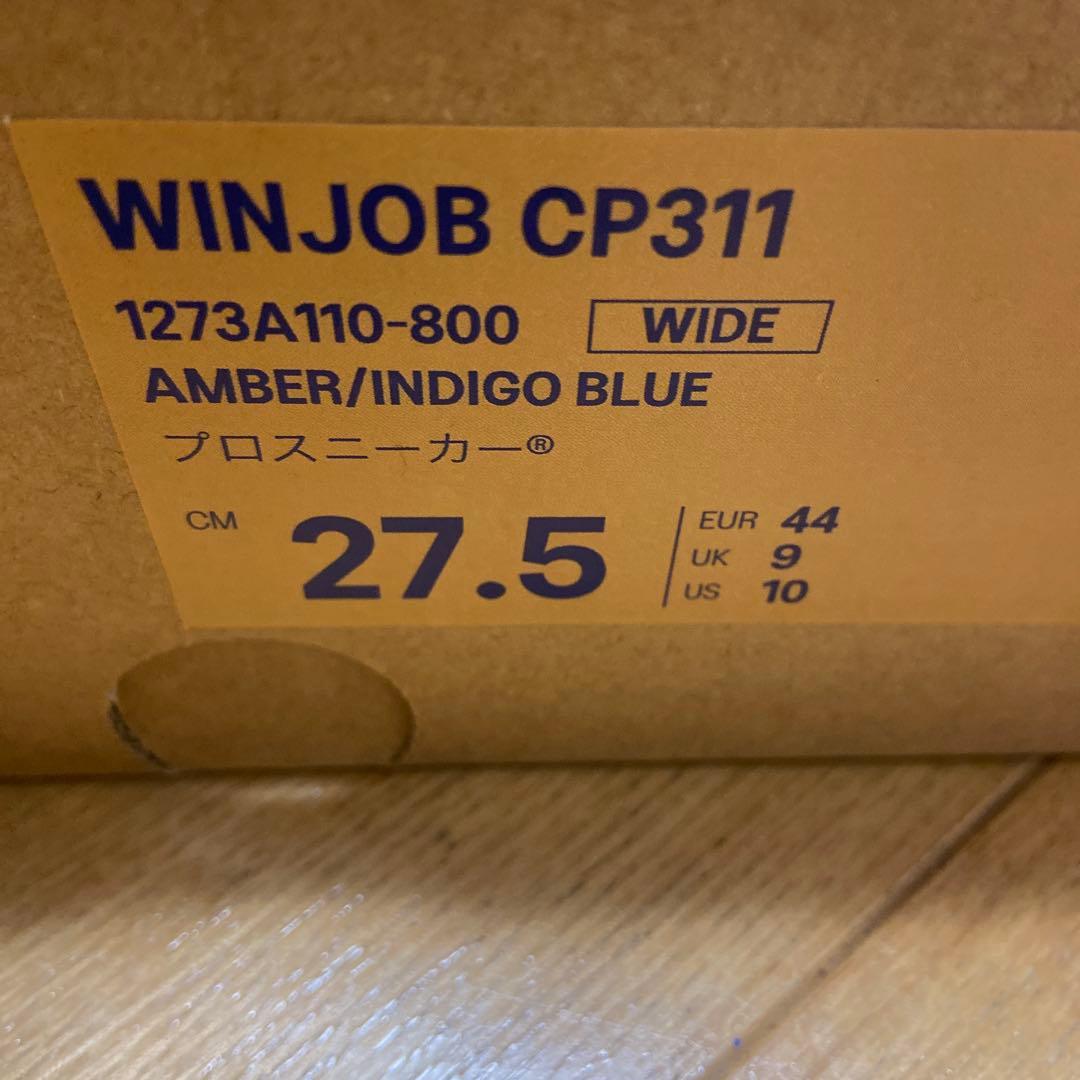 WINJOB CP311
1273A110-800 WIDE
AMBER/INDIGO BLUE
プロスニーカー®
CM 27.5
EUR 44
UK 9
US 10